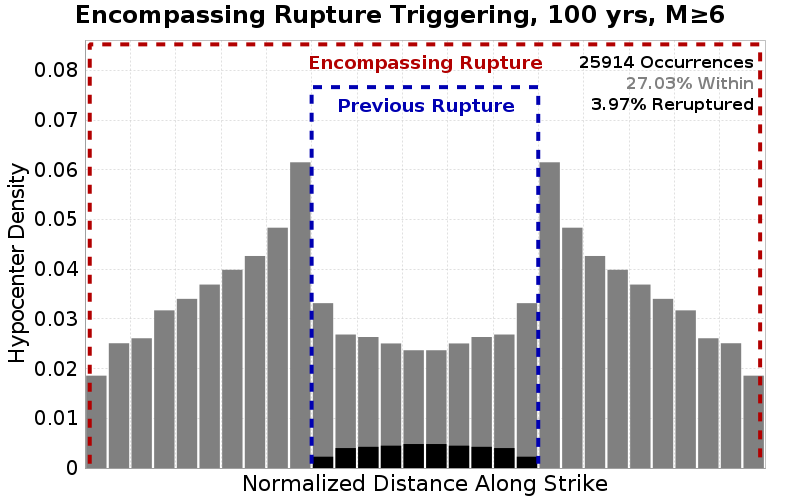 Encompassing Rupture Triggering, 100 yrs, M≥6
Encompassing Rupture
25914 Occurrences
27.03% Within
Previous Rupture
3.97% Reruptured
0.08
0.07
0.06
0.05
0.04
0.03
0.02
0.01
0
Hypocenter Density
Normalized Distance Along Strike